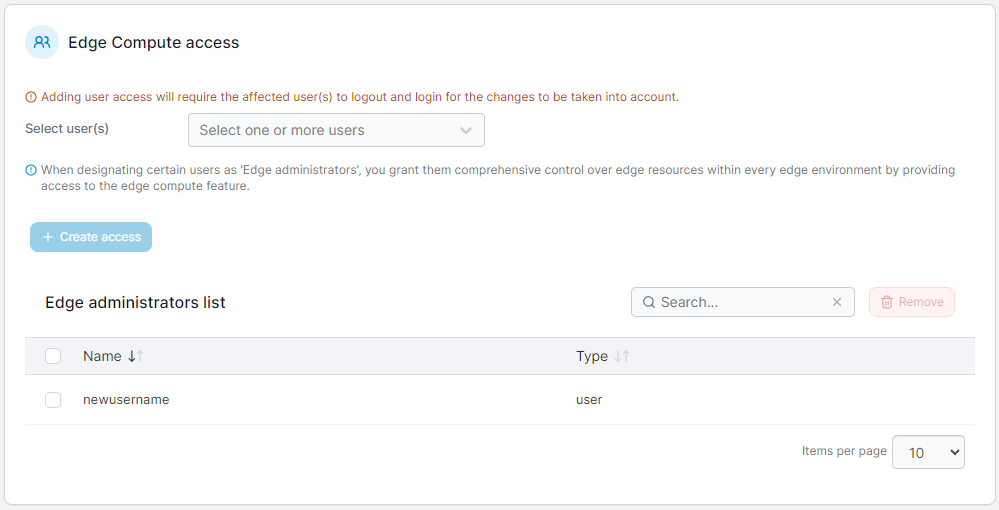 Edge Compute access
Adding user access will require the affected user(s) to logout and login for the changes to be taken into account.
Select user(s)
Select one or more users
When designating certain users as 'Edge administrators', you grant them comprehensive control over edge resources within every edge environment by providing
access to the edge compute feature.
+ Create access
Edge administrators list
Search...
Remove
Name
Type
newusername
user
Items per page
10